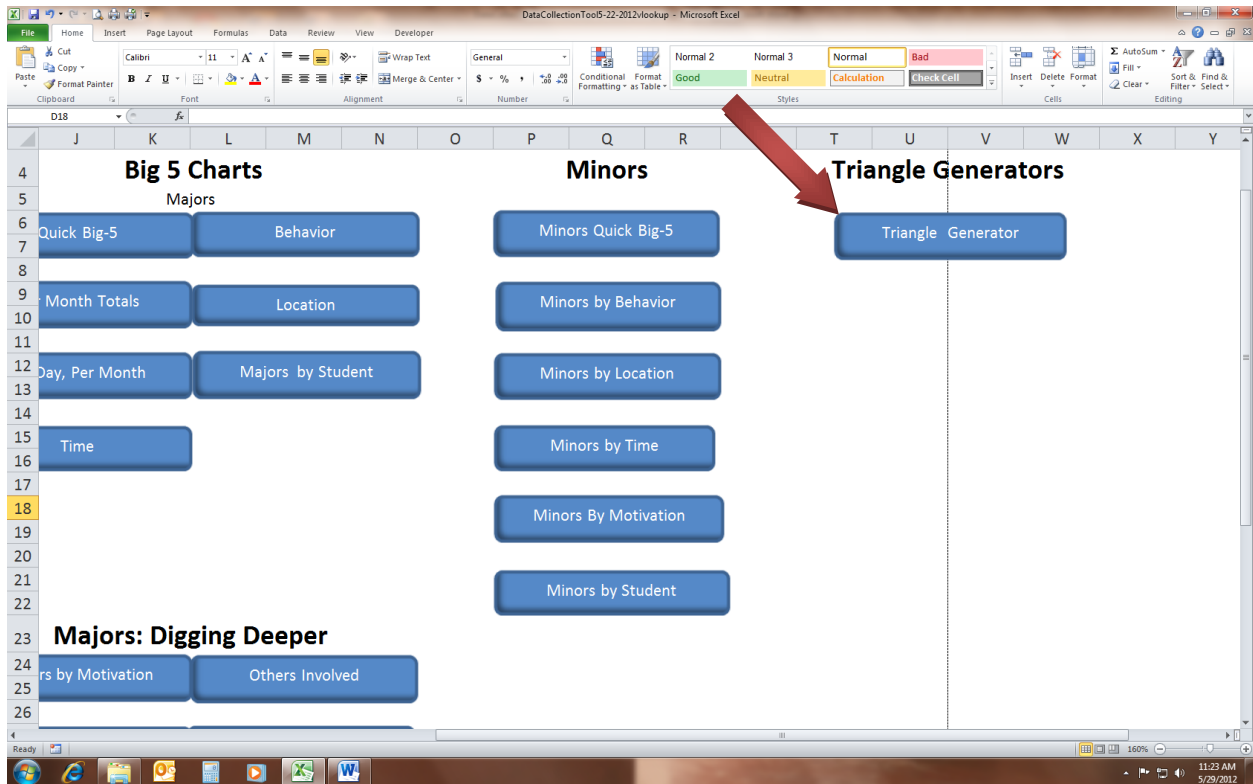 DataCollectionTool5-22-2012vlookup - Microsoft Excel
File Home Insert Page Layout Formulas Data Review View Developer
Paste
Cut
Copy
Format Painter
Clipboard
Calibri 11 A A
B I U A
Font
Wrap Text
Merge & Center
Alignment
General
$ % , .0 .00 .00 .0
Number
Conditional Formatting
Format as Table
Normal 2 Normal 3 Normal Bad
Good Neutral Calculation Check Cell
Styles
Insert Delete Format
Cells
Σ AutoSum
Fill
Clear
Sort & Filter
Find & Select
Editing
D18 fx
J K L M N O P Q R T U V W X Y
4 Big 5 Charts Minors Triangle Generators
5 Majors
6
Quick Big-5 Behavior Minors Quick Big-5 Triangle Generator
7
8
9
Month Totals Location Minors by Behavior
10
11
12
Day, Per Month Majors by Student Minors by Location
13
14
15
Time Minors by Time
16
17
18
Minors By Motivation
19
20
21
Minors by Student
22
23 Majors: Digging Deeper
24
rs by Motivation Others Involved
25
26
Ready 160%
11:23 AM
5/29/2012